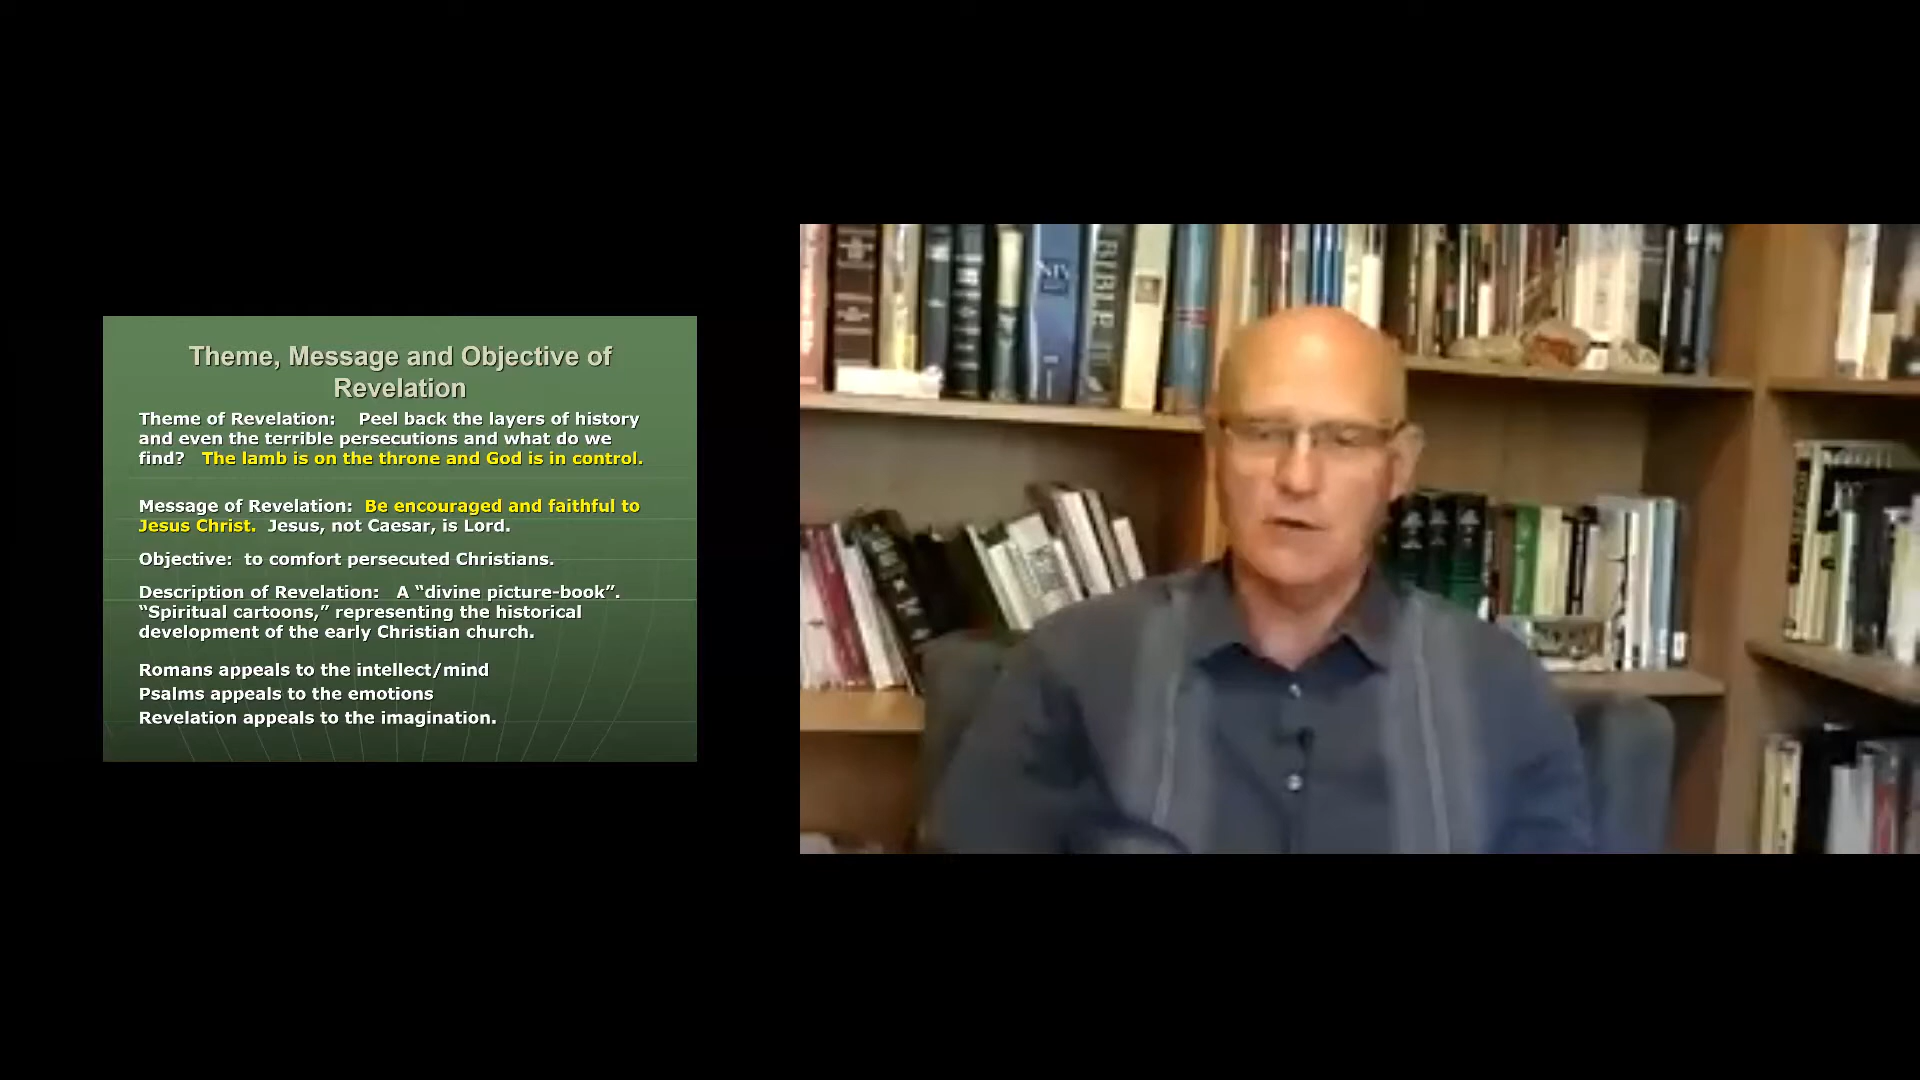 Theme, Message and Objective of
Revelation
Theme of Revelation: Peel back the layers of history
and even the terrible persecutions and what do we
find? The lamb is on the throne and God is in control.
Message of Revelation: Be encouraged and faithful to
Jesus Christ. Jesus, not Caesar, is Lord.
Objective: to comfort persecuted Christians.
Description of Revelation: A “divine picture-book”.
“Spiritual cartoons,” representing the historical
development of the early Christian church.
Romans appeals to the intellect/mind
Psalms appeals to the emotions
Revelation appeals to the imagination.
NIV
BIBLE